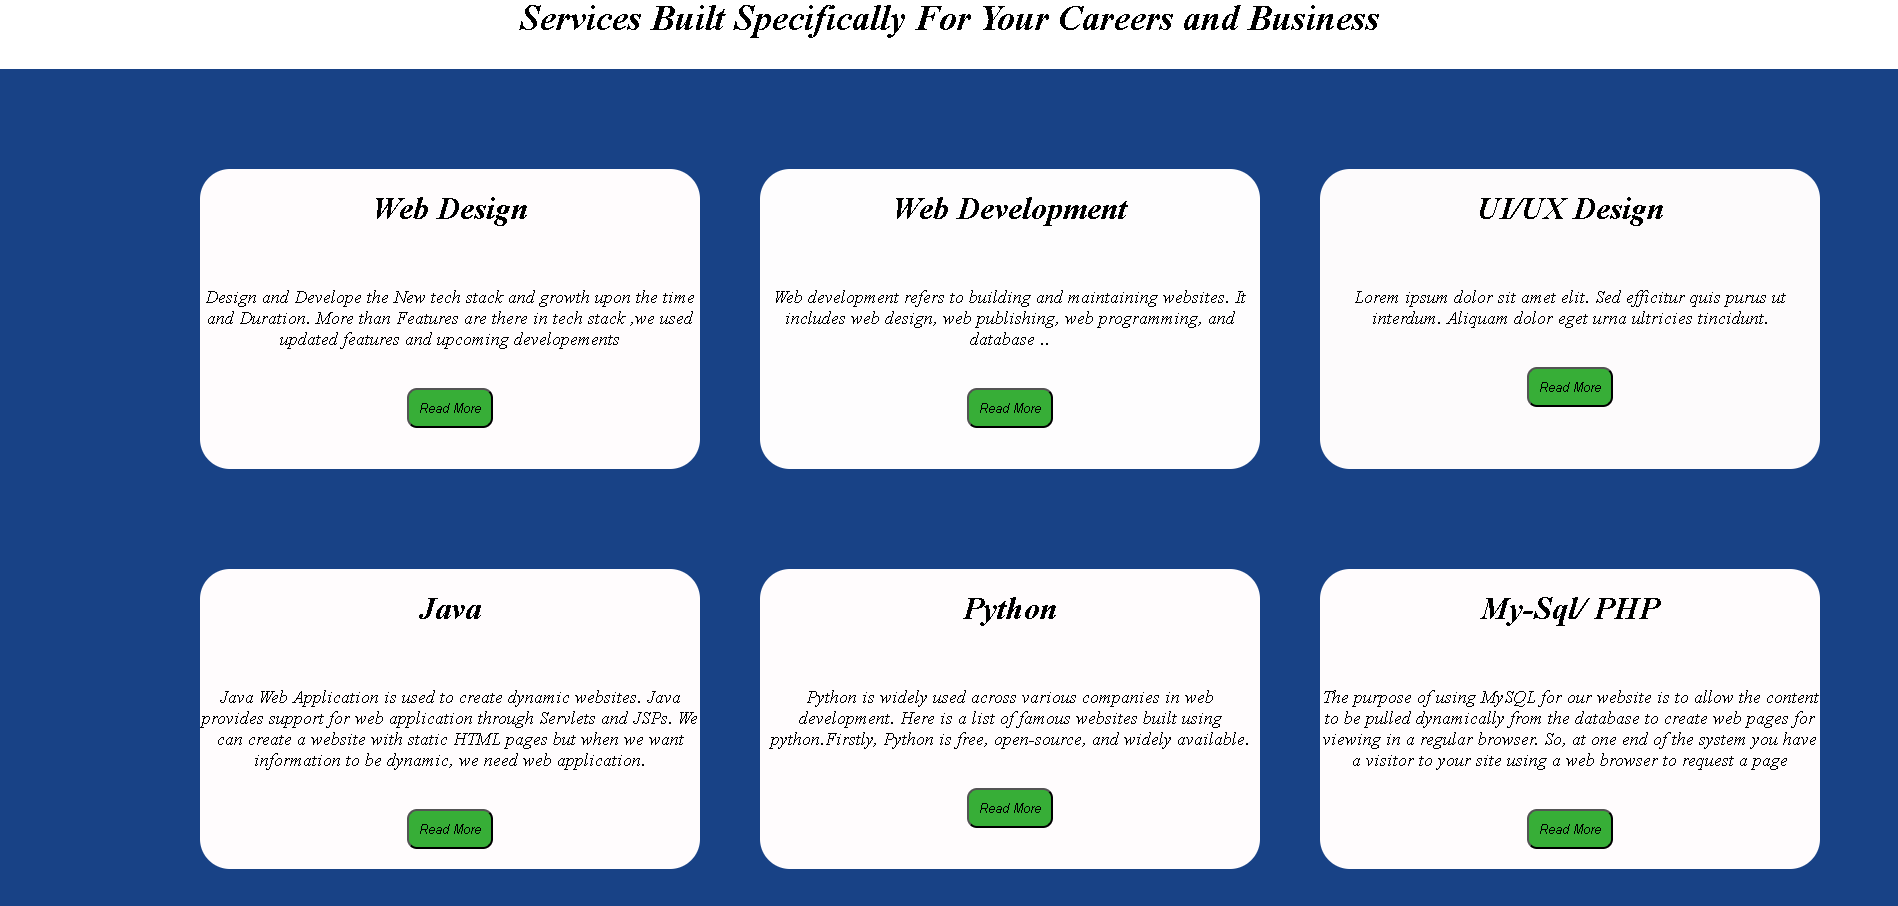 Services Built Specifically For Your Careers and Business
Web Design
Design and Develope the New tech stack and growth upon the time
and Duration. More than Features are there in tech stack ,we used
updated features and upcoming developements
Read More
Web Development
Web development refers to building and maintaining websites. It
includes web design, web publishing, web programming, and
database ..
Read More
UI/UX Design
Lorem ipsum dolor sit amet elit. Sed efficitur quis purus ut
interdum. Aliquam dolor eget urna ultricies tincidunt.
Read More
Java
Java Web Application is used to create dynamic websites. Java
provides support for web application through Servlets and JSPs. We
can create a website with static HTML pages but when we want
information to be dynamic, we need web application.
Read More
Python
Python is widely used across various companies in web
development. Here is a list of famous websites built using
python.Firstly, Python is free, open-source, and widely available.
Read More
My-Sql/ PHP
The purpose of using MySQL for our website is to allow the content
to be pulled dynamically from the database to create web pages for
viewing in a regular browser. So, at one end of the system you have
a visitor to your site using a web browser to request a page
Read More